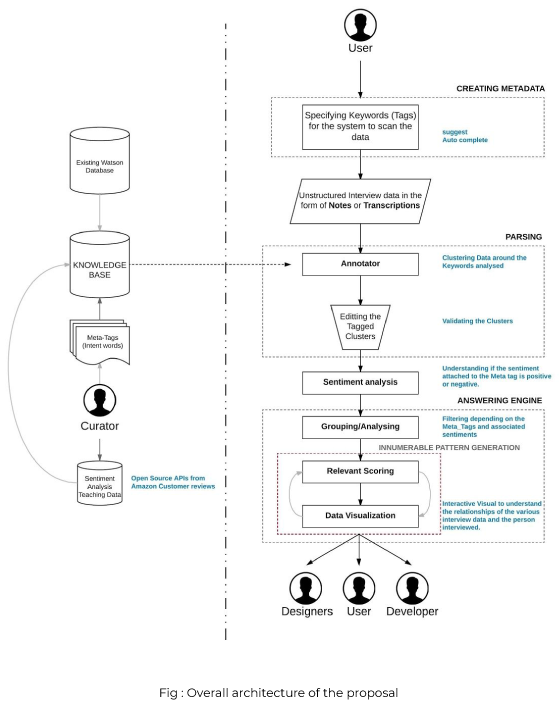 User
CREATING METADATA
Specifying Keywords (Tags)
for the system to scan the
data
suggest
Auto complete
Unstructured Interview data in the
form of Notes or Transcriptions
PARSING
Annotator
Clustering Data around the
Keywords analysed
Editting the
Tagged
Clusters
Validating the Clusters
Sentiment analysis
Understanding if the sentiment
attached to the Meta tag is positive
or negative.
ANSWERING ENGINE
Grouping/Analysing
Filtering depending on the
Meta_Tags and associated
sentiments
INNUMERABLE PATTERN GENERATION
Relevant Scoring
Data Visualization
Interactive Visual to understand
the relationships of the various
interview data and the person
interviewed.
Designers
User
Developer
Existing Watson
Database
KNOWLEDGE
BASE
Meta-Tags
(Intent words)
Curator
Sentiment
Analysis
Teaching Data
Open Source APIs from
Amazon Customer reviews
Fig : Overall architecture of the proposal